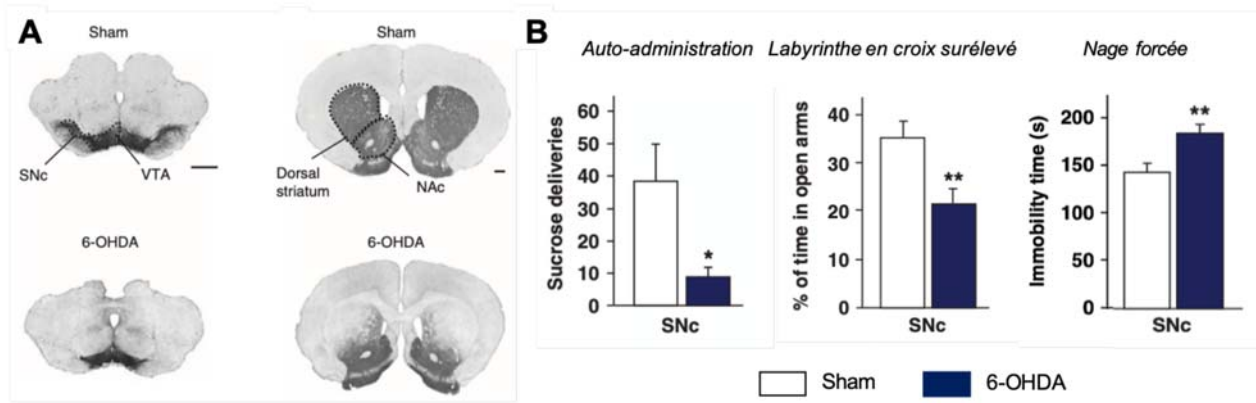 A
Sham
Sham
SNc
VTA
Dorsal
striatum
NAc
6-OHDA
6-OHDA
B
Auto-administration
Labyrinthe en croix surélevé
Nage forcée
Sucrose deliveries
60
50
40
30
20
10
0
*
SNc
% of time in open arms
40
30
20
10
0
**
SNc
Immobility time (s)
200
150
100
50
0
**
SNc
Sham
6-OHDA